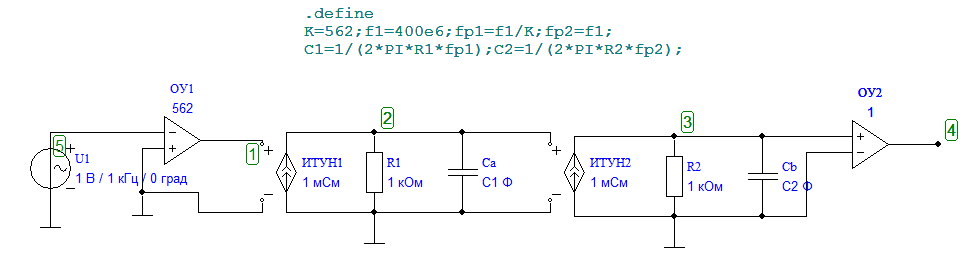 .define
K=562;f1=400e6;fp1=f1/K;fp2=f1;
C1=1/(2*PI*R1*fp1);C2=1/(2*PI*R2*fp2);
ОУ1
562
ОУ2
1
5
U1
1 В / 1 кГц / 0 град
1
2
ИТУН1
1 мСм
R1
1 кОм
Ca
C1 Ф
ИТУН2
1 мСм
3
R2
1 кОм
Cb
C2 Ф
4